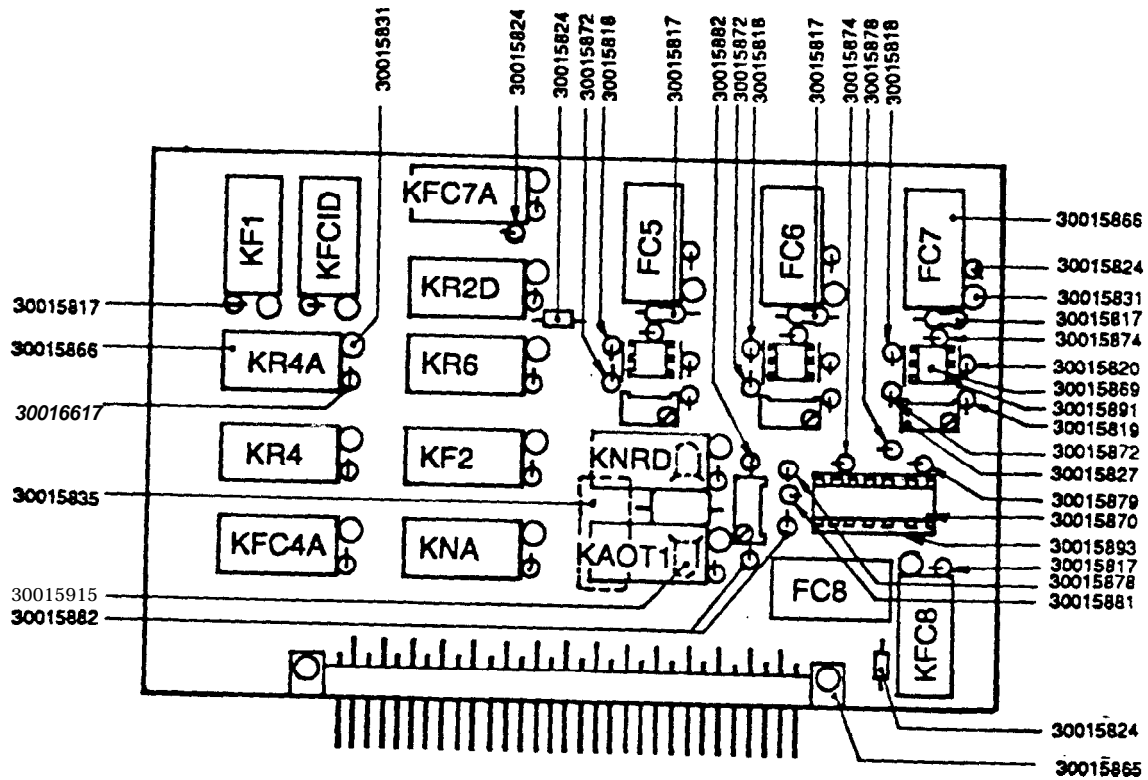 30015831
30015824
30015824
30015872
30015818
30015817
30015882
30015872
30015818
30015817
30015874
30015878
30015818
KF1
KFCID
KFC7A
FC5
FC6
FC7
30015866
30015824
30015831
30015817
30015874
30015820
30015869
30015891
30015819
30015872
30015827
30015879
30015870
30015893
30015817
30015878
30015881
30015817
30015866
30016617
30015835
30015915
30015882
KR2D
KR4A
KR6
KR4
KF2
KNRD
KFC4A
KNA
KAOT1
FC8
KFC8
30015824
30015865